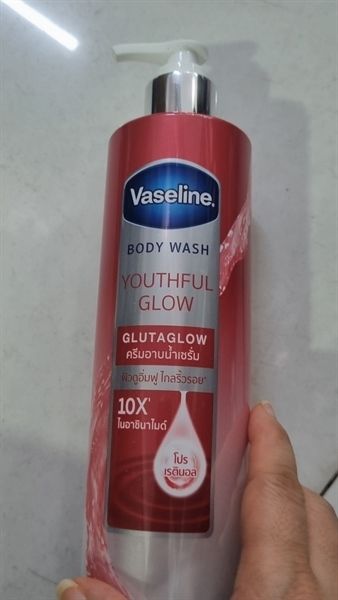 Vaseline.
BODY WASH
YOUTHFUL
GLOW
GLUTAGLOW
ครีมอาบน้ำเซรั่ม
ผิวดูอิ่มฟู ไกลริ้วรอย*
10X¹
ไนอาซินาไมด์
โปร
เรตินอล